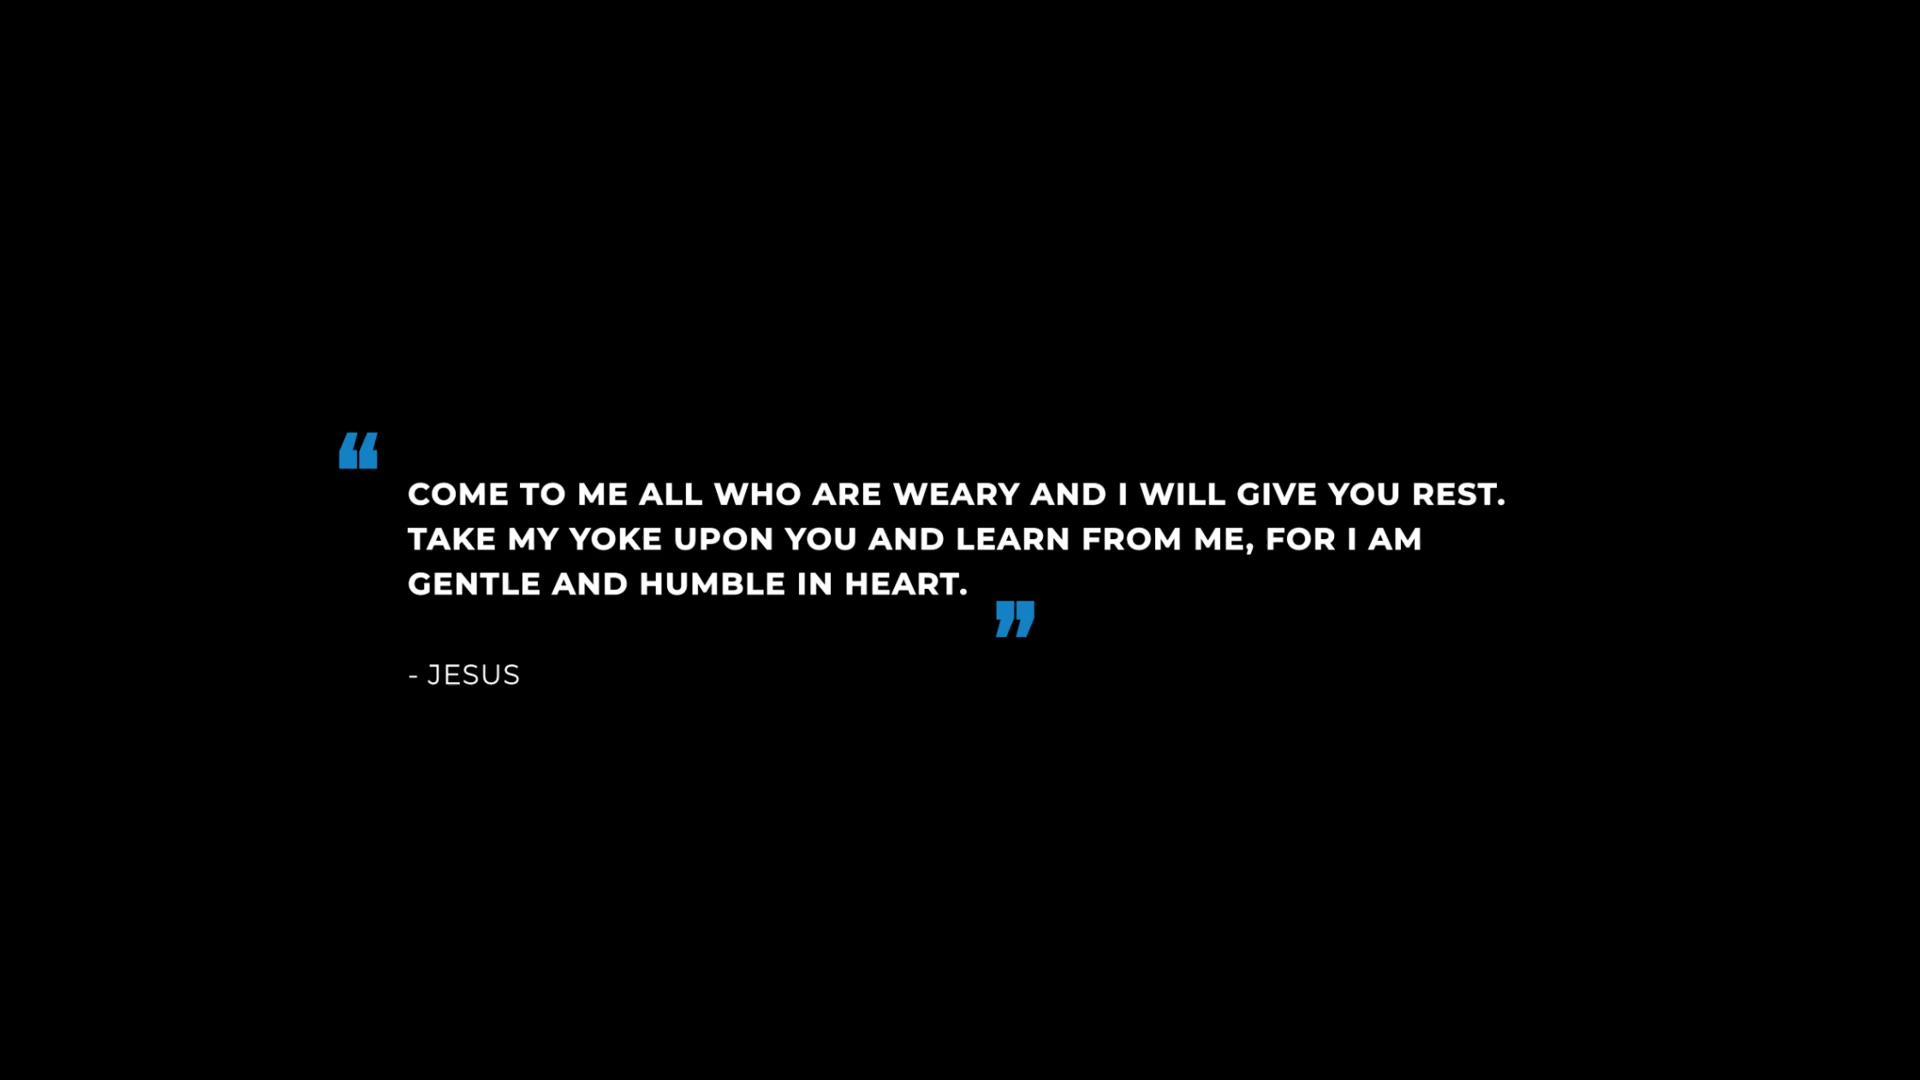 “
COME TO ME ALL WHO ARE WEARY AND I WILL GIVE YOU REST.
TAKE MY YOKE UPON YOU AND LEARN FROM ME, FOR I AM
GENTLE AND HUMBLE IN HEART.
”
- JESUS